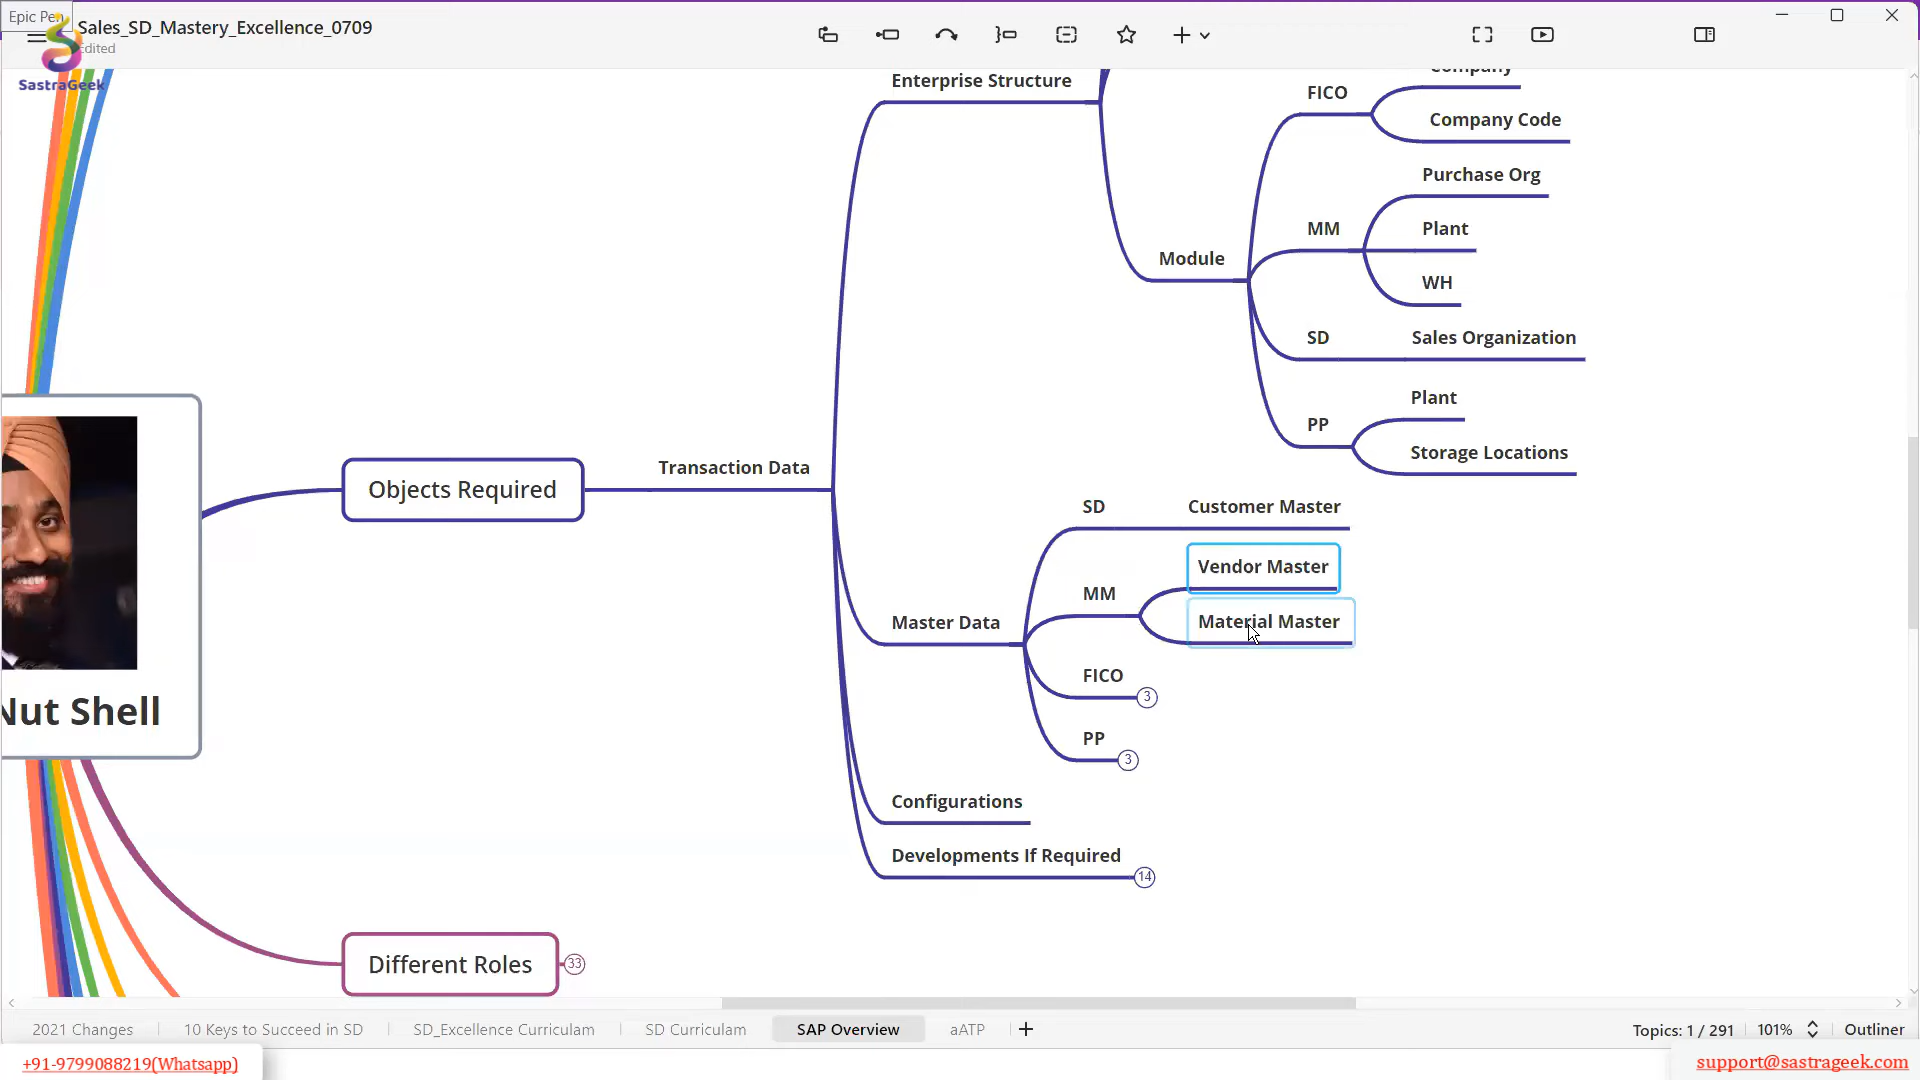 Epic Pen
Sales_SD_Mastery_Excellence_0709
Edited
SastraGeek
Enterprise Structure
FICO
Company
Company Code
Purchase Org
MM
Plant
WH
Module
SD
Sales Organization
PP
Plant
Storage Locations
Objects Required
Transaction Data
SD
Customer Master
Vendor Master
MM
Material Master
Master Data
FICO
3
PP
3
Configurations
Developments If Required
14
Nut Shell
Different Roles
33
2021 Changes
10 Keys to Succeed in SD
SD_Excellence Curriculam
SD Curriculam
SAP Overview
aATP
Topics: 1 / 291
101%
Outliner
+91-9799088219(Whatsapp)
support@sastrageek.com